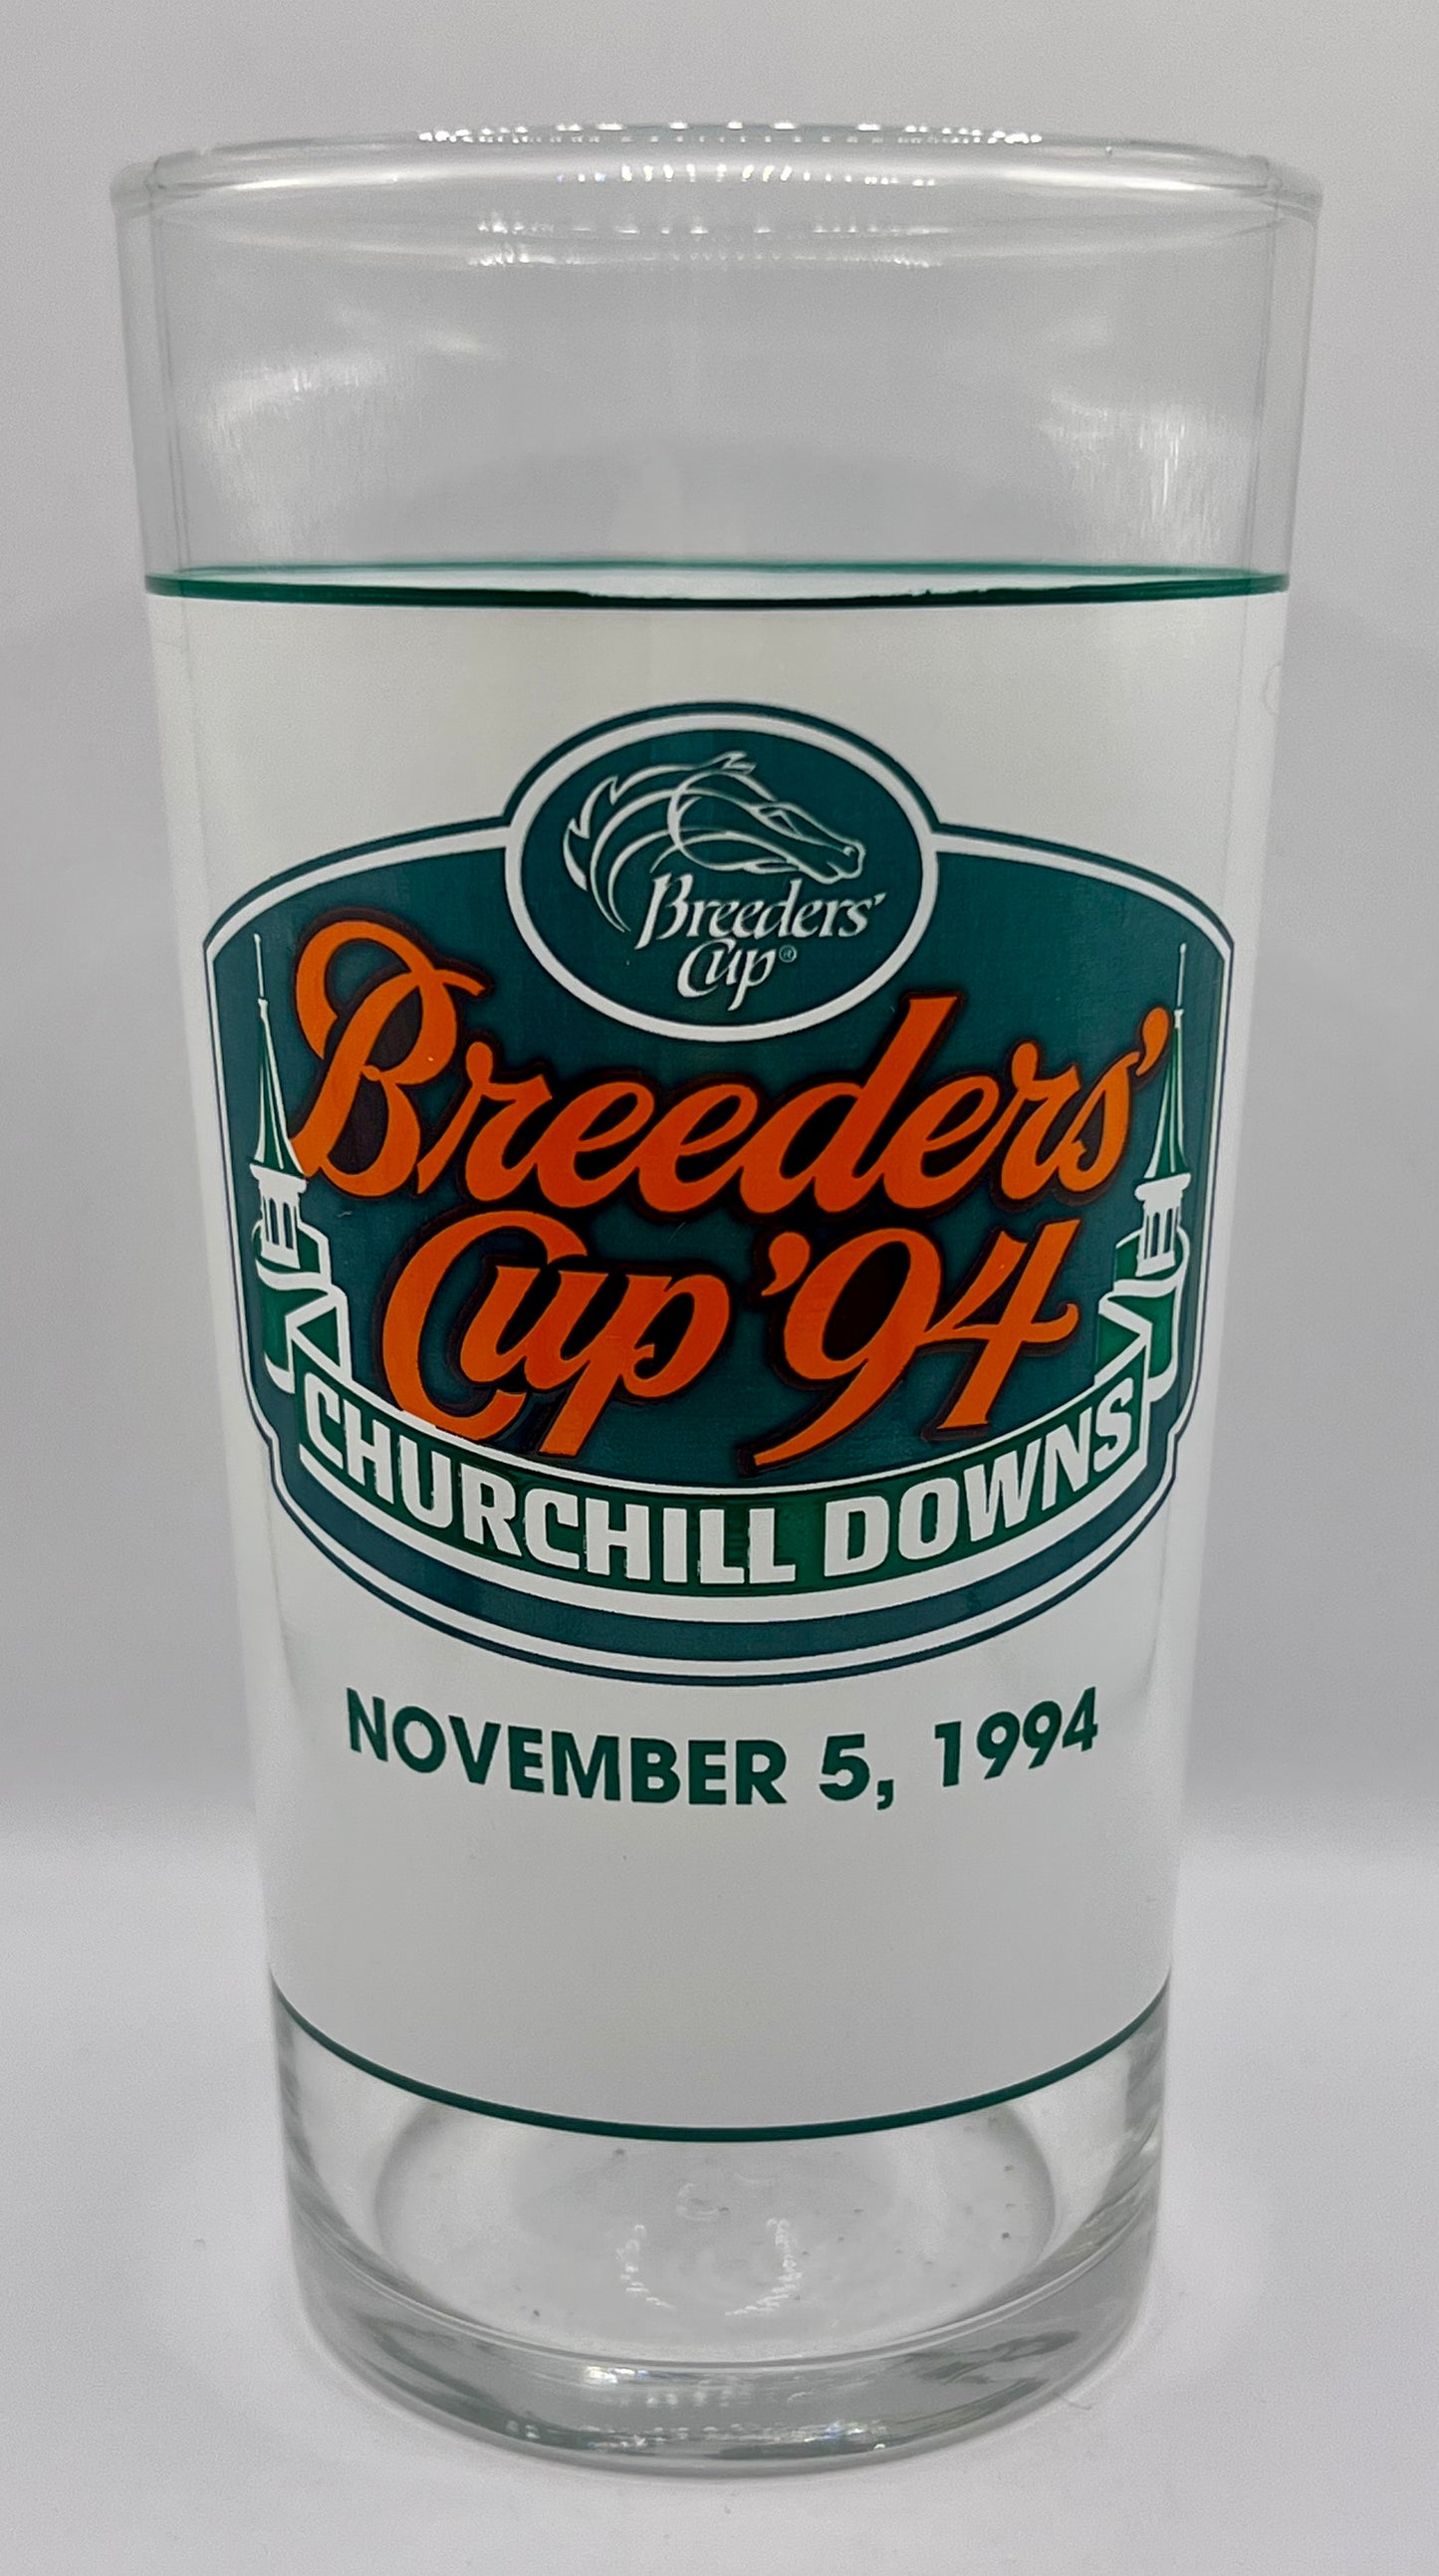 Breeders'
Cup®
Breeders'
Cup '94
CHURCHILL DOWNS
NOVEMBER 5, 1994